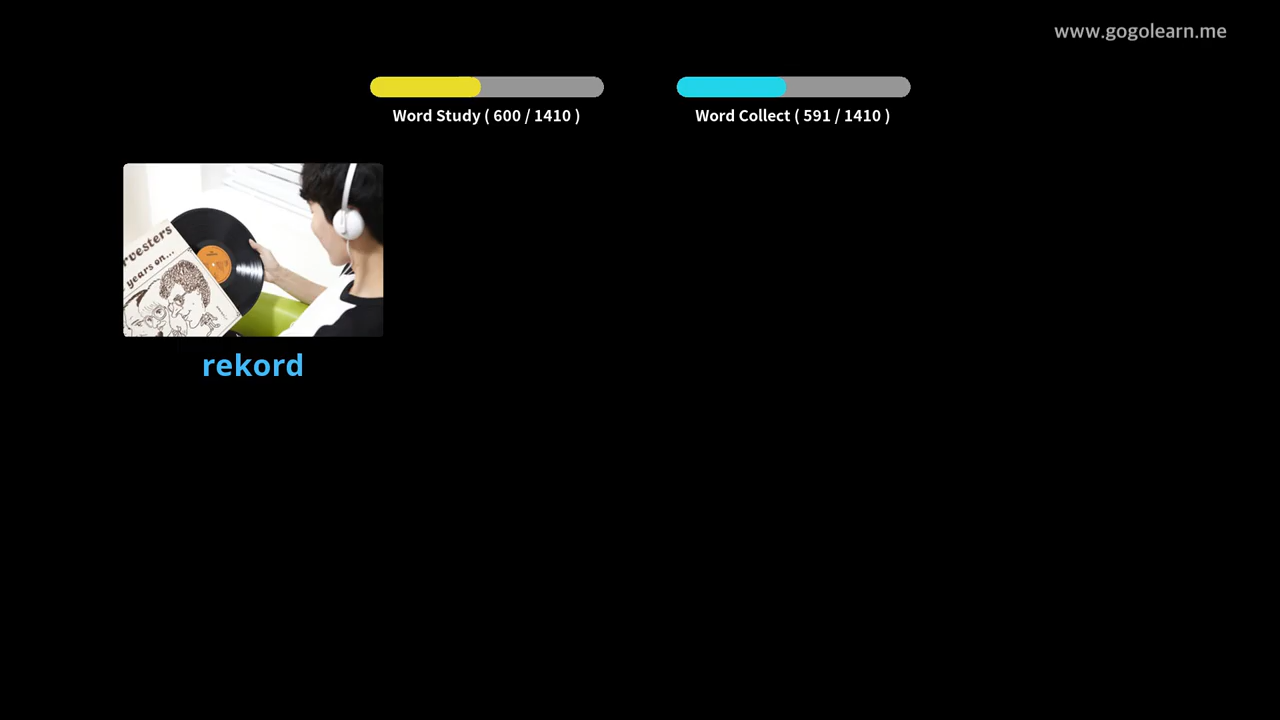 www.gogolearn.me
Word Study ( 600 / 1410 )
Word Collect ( 591 / 1410 )
rvesters
years on...
rekord